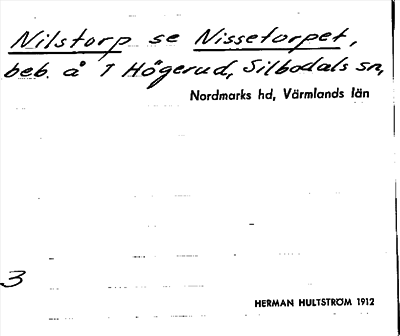 Nilstorp se Nissetorpet,
beb. å 1 Högerud, Silbodals sn,
Nordmarks hd, Värmlands län
3
HERMAN HULTSTRÖM 1912